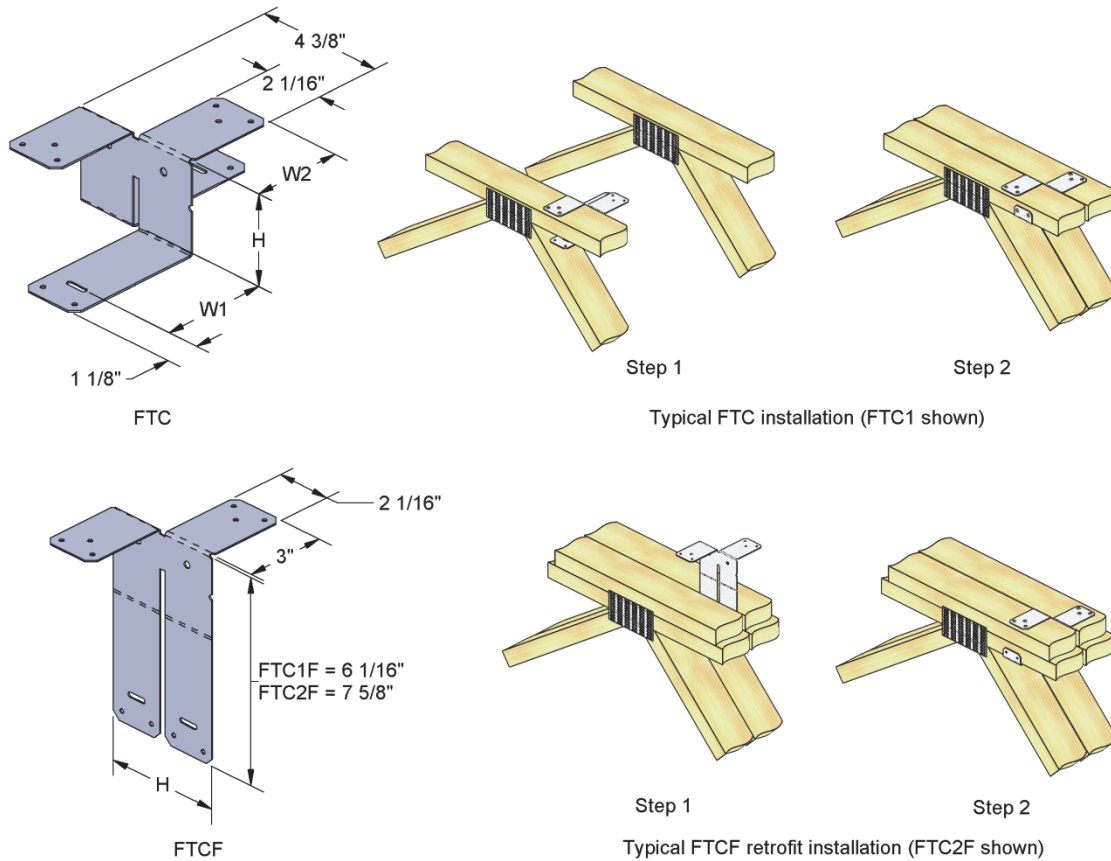 4 3/8"
2 1/16"
W2
H
W1
1 1/8"
FTC
Step 1
Step 2
Typical FTC installation (FTC1 shown)
2 1/16"
3"
FTC1F = 6 1/16"
FTC2F = 7 5/8"
H
FTCF
Step 1
Step 2
Typical FTCF retrofit installation (FTC2F shown)